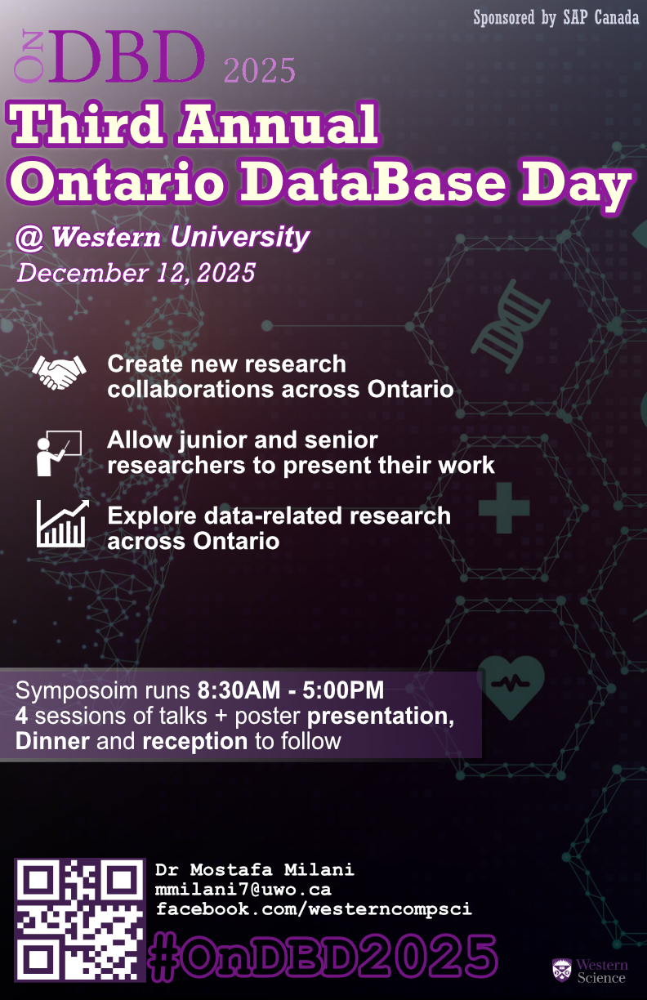 Sponsored by SAP Canada
ONDBD 2025
Third Annual
Ontario DataBase Day
@ Western University
December 12, 2025
Create new research
collaborations across Ontario
Allow junior and senior
researchers to present their work
Explore data-related research
across Ontario
Symposoim runs 8:30AM - 5:00PM
4 sessions of talks + poster presentation,
Dinner and reception to follow
Dr Mostafa Milani
mmilani7@uwo.ca
facebook.com/westerncompsci
#OnDBD2025
Western
Science